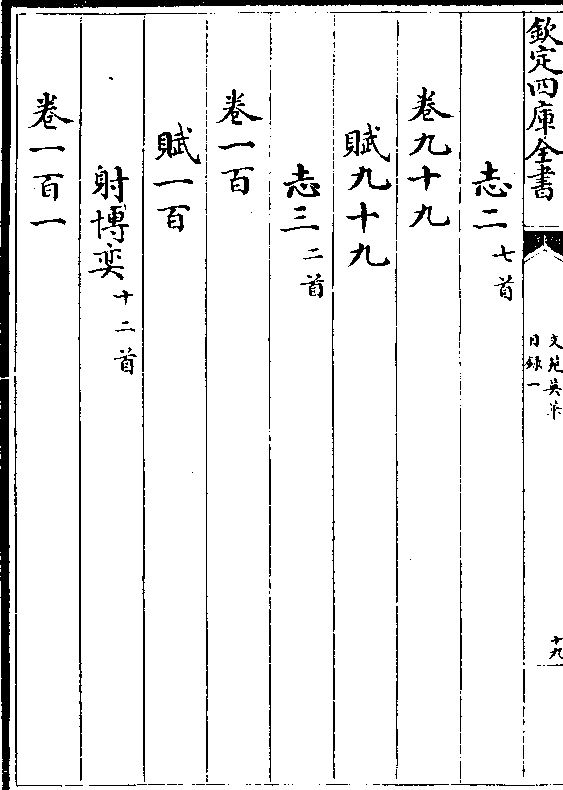 欽定四庫全書
文苑英華
目録一
十九
志二七首
卷九十九
賦九十九
志三二首
卷一百
賦一百
射博奕十二首
卷一百一